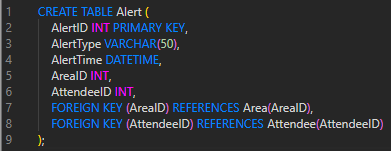 1 CREATE TABLE Alert (
2 AlertID INT PRIMARY KEY,
3 AlertType VARCHAR(50),
4 AlertTime DATETIME,
5 AreaID INT,
6 AttendeeID INT,
7 FOREIGN KEY (AreaID) REFERENCES Area(AreaID),
8 FOREIGN KEY (AttendeeID) REFERENCES Attendee(AttendeeID)
9 );